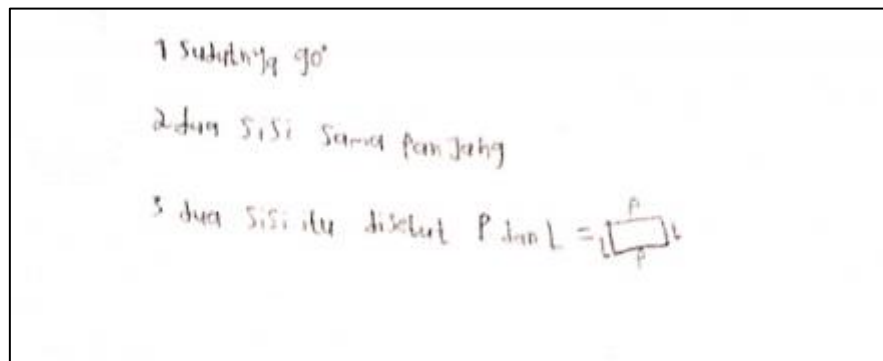 1 sudutnya 90°
2 dua sisi sama panjang
3 dua sisi itu disebut P dan L =
P
L L
P